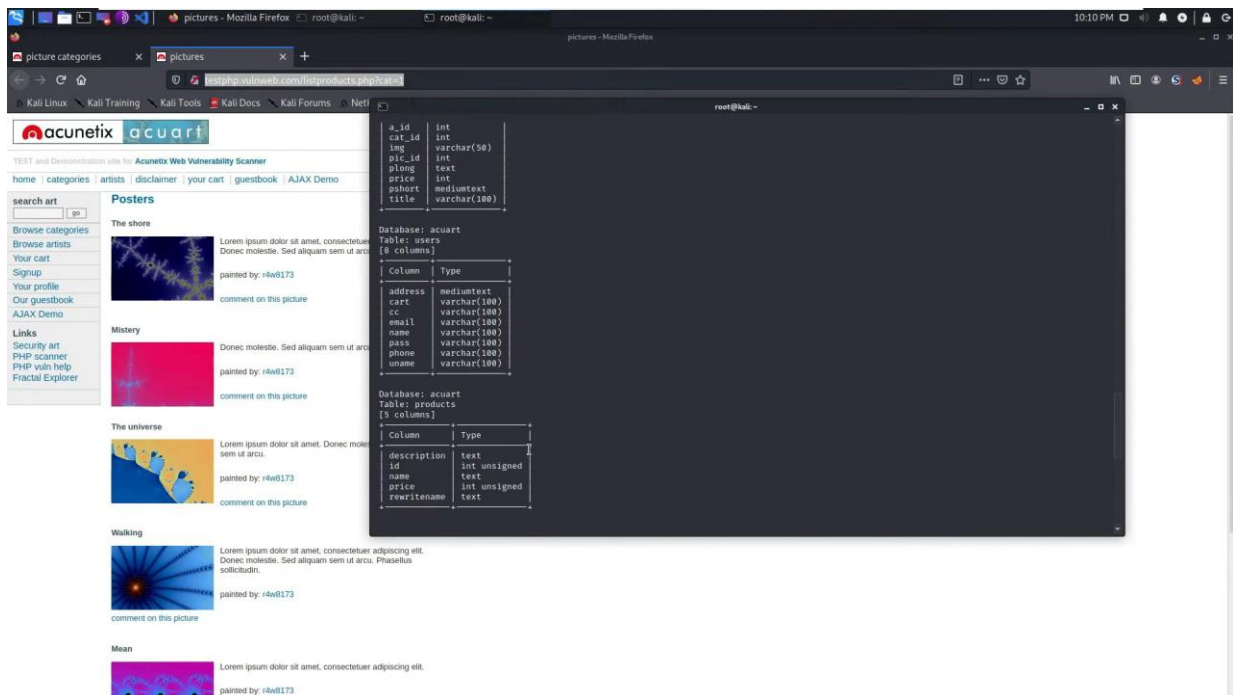 pictures - Mozilla Firefox
root@kali: ~
root@kali: ~
10:10 PM
pictures - Mozilla Firefox
picture categories
pictures
testphp.vulnweb.com/listproducts.php?cat=1
Kali Linux Kali Training Kali Tools Kali Docs Kali Forums
acunetix acuart
TEST and Demonstration site for Acunetix Web Vulnerability Scanner
home | categories | artists | disclaimer | your cart | guestbook | AJAX Demo
search art
go
Browse categories
Browse artists
Your cart
Signup
Your profile
Our guestbook
AJAX Demo
Links
Security art
PHP scanner
PHP vuln help
Fractal Explorer
Posters
The shore
Lorem ipsum dolor sit amet, consectetuer
Donec molestie. Sed aliquam sem ut arcu
painted by: r4w8173
comment on this picture
Mistery
Donec molestie. Sed aliquam sem ut arcu
painted by: r4w8173
comment on this picture
The universe
Lorem ipsum dolor sit amet. Donec moles
sem ut arcu.
painted by: r4w8173
comment on this picture
Walking
Lorem ipsum dolor sit amet, consectetuer adipiscing elit.
Donec molestie. Sed aliquam sem ut arcu. Phasellus
sollicitudin.
painted by: r4w8173
comment on this picture
Mean
Lorem ipsum dolor sit amet, consectetuer adipiscing elit.
painted by: r4w8173
root@kali: ~
| a_id | int |
| cat_id | int |
| img | varchar(50) |
| pic_id | int |
| plong | text |
| price | int |
| pshort | mediumtext |
| title | varchar(100) |
Database: acuart
Table: users
[8 columns]
| Column | Type |
| address | mediumtext |
| cart | varchar(100) |
| cc | varchar(100) |
| email | varchar(100) |
| name | varchar(100) |
| pass | varchar(100) |
| phone | varchar(100) |
| uname | varchar(100) |
Database: acuart
Table: products
[5 columns]
| Column | Type |
| description | text |
| id | int unsigned |
| name | text |
| price | int unsigned |
| rewritename | text |